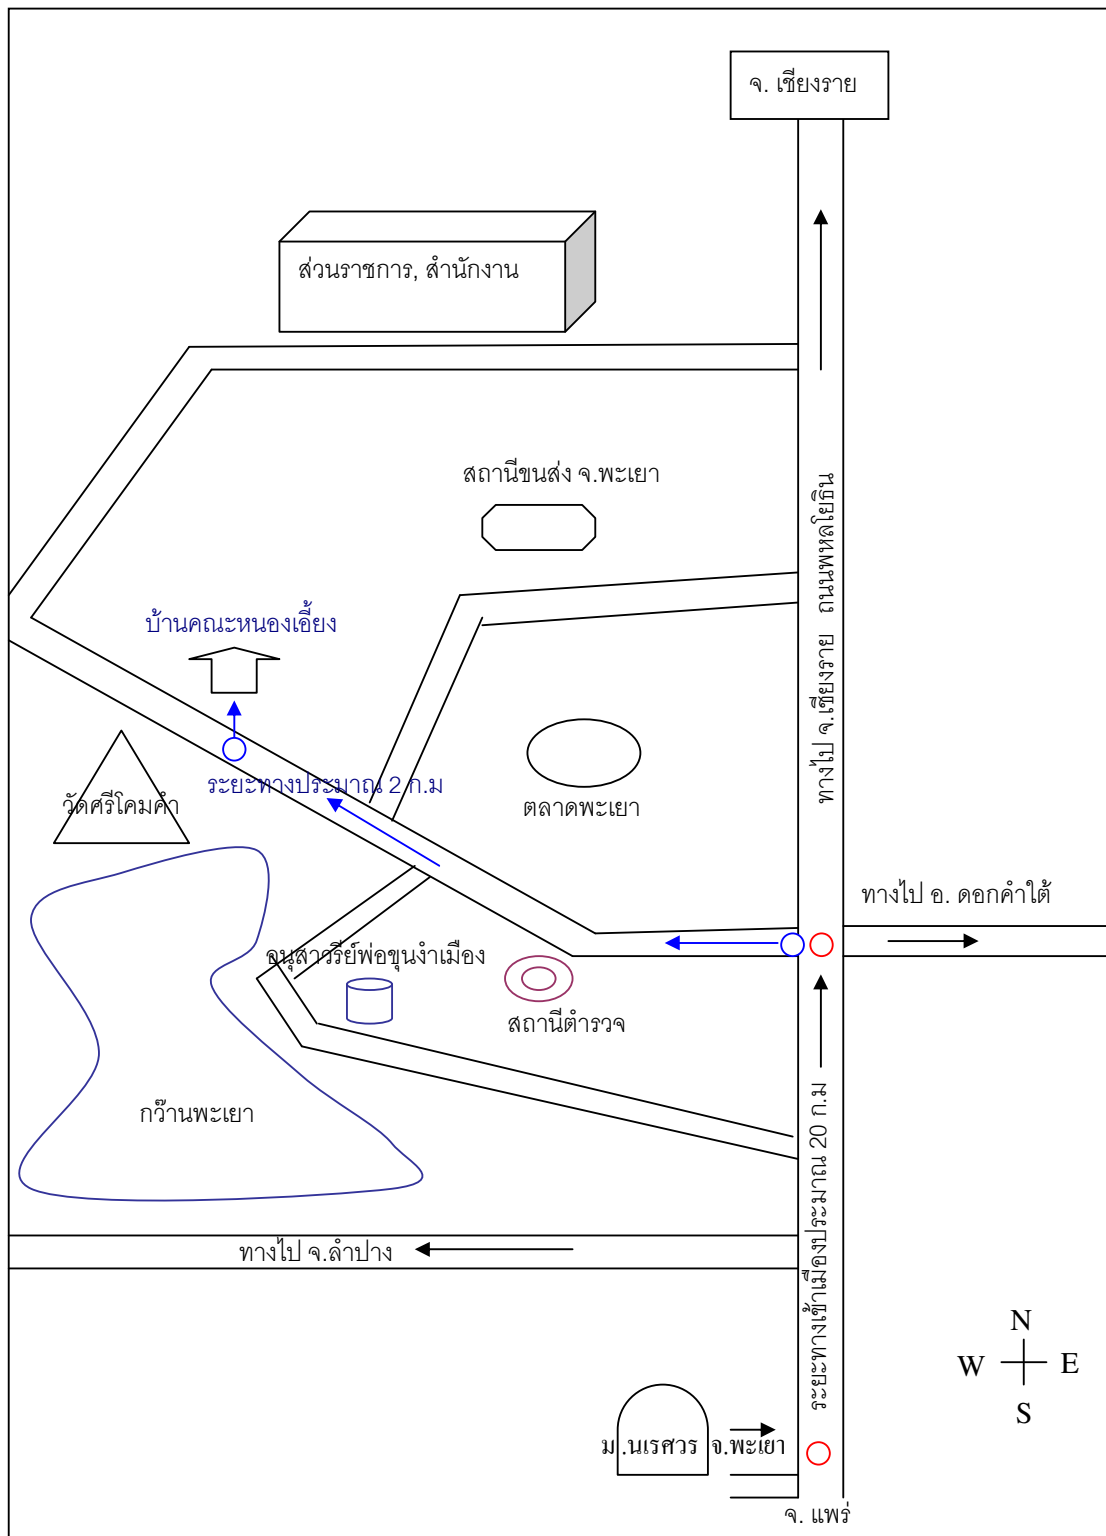 จ. เชียงราย
ส่วนราชการ, สำนักงาน
สถานีขนส่ง จ.พะเยา
ทางไป จ.เชียงราย ถนนพหลโยธิน
บ้านคณะหนองเอี้ยง
ระยะทางประมาณ 2 ก.ม
วัดศรีโคมคำ
ตลาดพะเยา
ทางไป อ. ดอกคำใต้
อนุสาวรีย์พ่อขุนงำเมือง
สถานีตำรวจ
กว๊านพะเยา
ระยะทางเข้าเมืองประมาณ 20 ก.ม
ทางไป จ.ลำปาง
N
W E
S
ม.นเรศวร จ.พะเยา
จ. แพร่